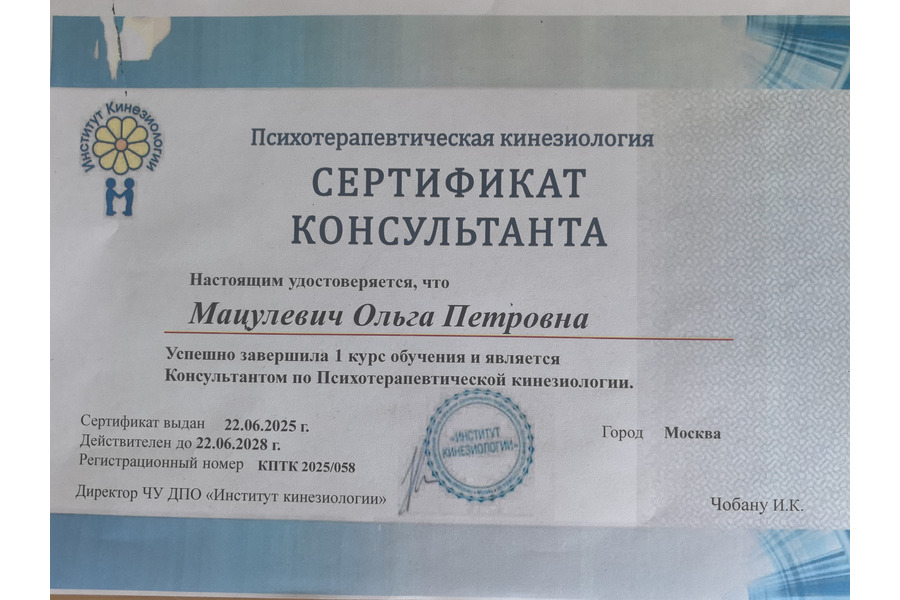 Институт Кинезиологии
Психотерапевтическая кинезиология
СЕРТИФИКАТ
КОНСУЛЬТАНТА
Настоящим удостоверяется, что
Мацулевич Ольга Петровна
Успешно завершила 1 курс обучения и является
Консультантом по Психотерапевтической кинезиологии.
Сертификат выдан 22.06.2025 г.
Действителен до 22.06.2028 г.
Регистрационный номер КПТК 2025/058
«ИНСТИТУТ
КИНЕЗИОЛОГИИ»
Город Москва
Директор ЧУ ДПО «Институт кинезиологии»
Чобану И.К.